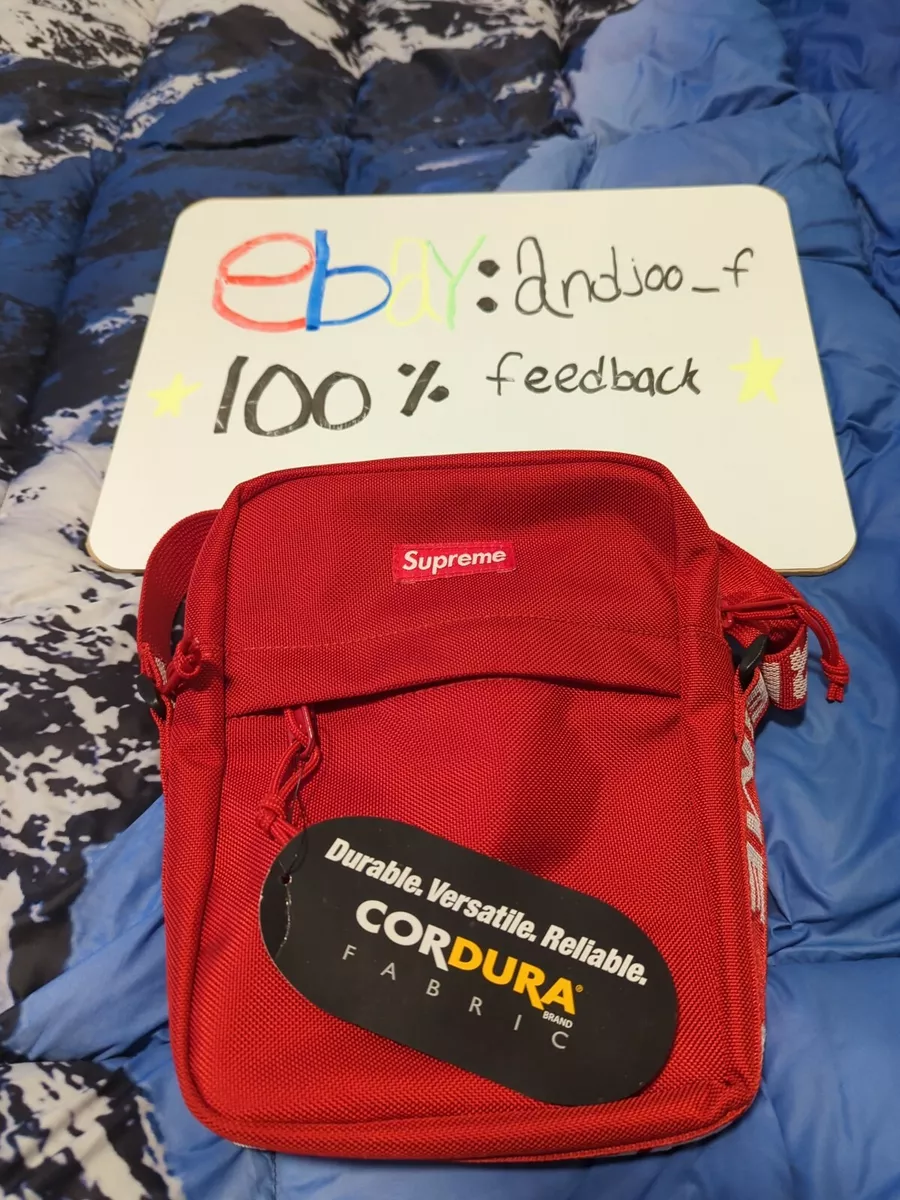 ebay:andjoo_f
100% feedback
Supreme
Durable. Versatile. Reliable.
CORDURA®
BRAND
FABRIC